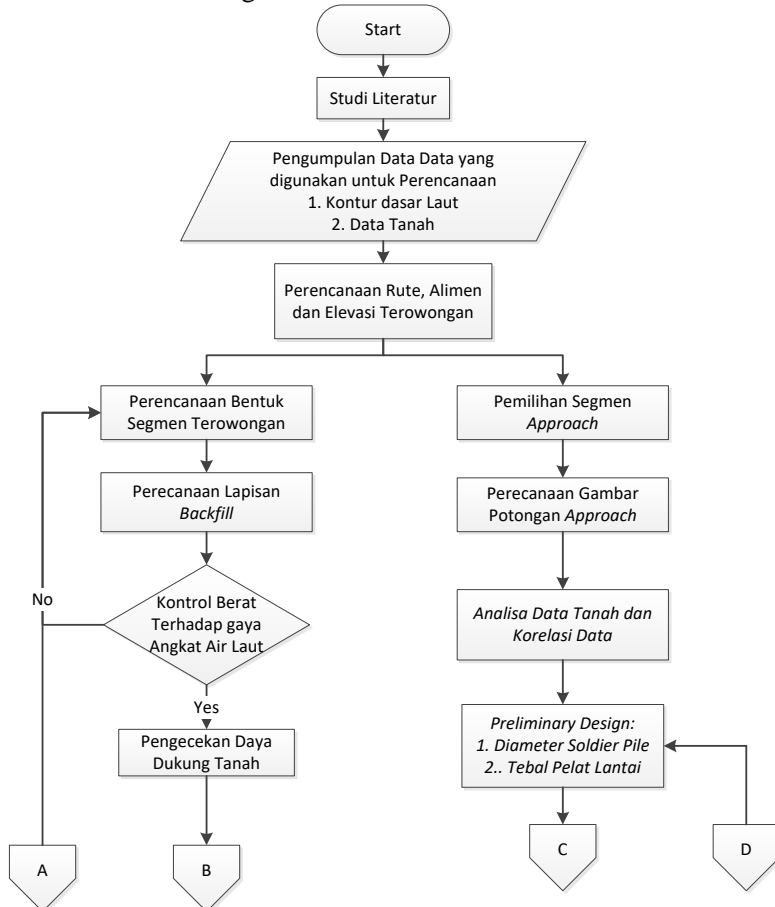 Start
Studi Literatur
Pengumpulan Data Data yang
digunakan untuk Perencanaan
1. Kontur dasar Laut
2. Data Tanah
Perencanaan Rute, Alimen
dan Elevasi Terowongan
Perencanaan Bentuk
Segmen Terowongan
Perecanaan Lapisan
Backfill
No
Kontrol Berat
Terhadap gaya
Angkat Air Laut
Yes
Pengecekan Daya
Dukung Tanah
A
B
Pemilihan Segmen
Approach
Perecanaan Gambar
Potongan Approach
Analisa Data Tanah dan
Korelasi Data
Preliminary Design:
1. Diameter Soldier Pile
2.. Tebal Pelat Lantai
C
D